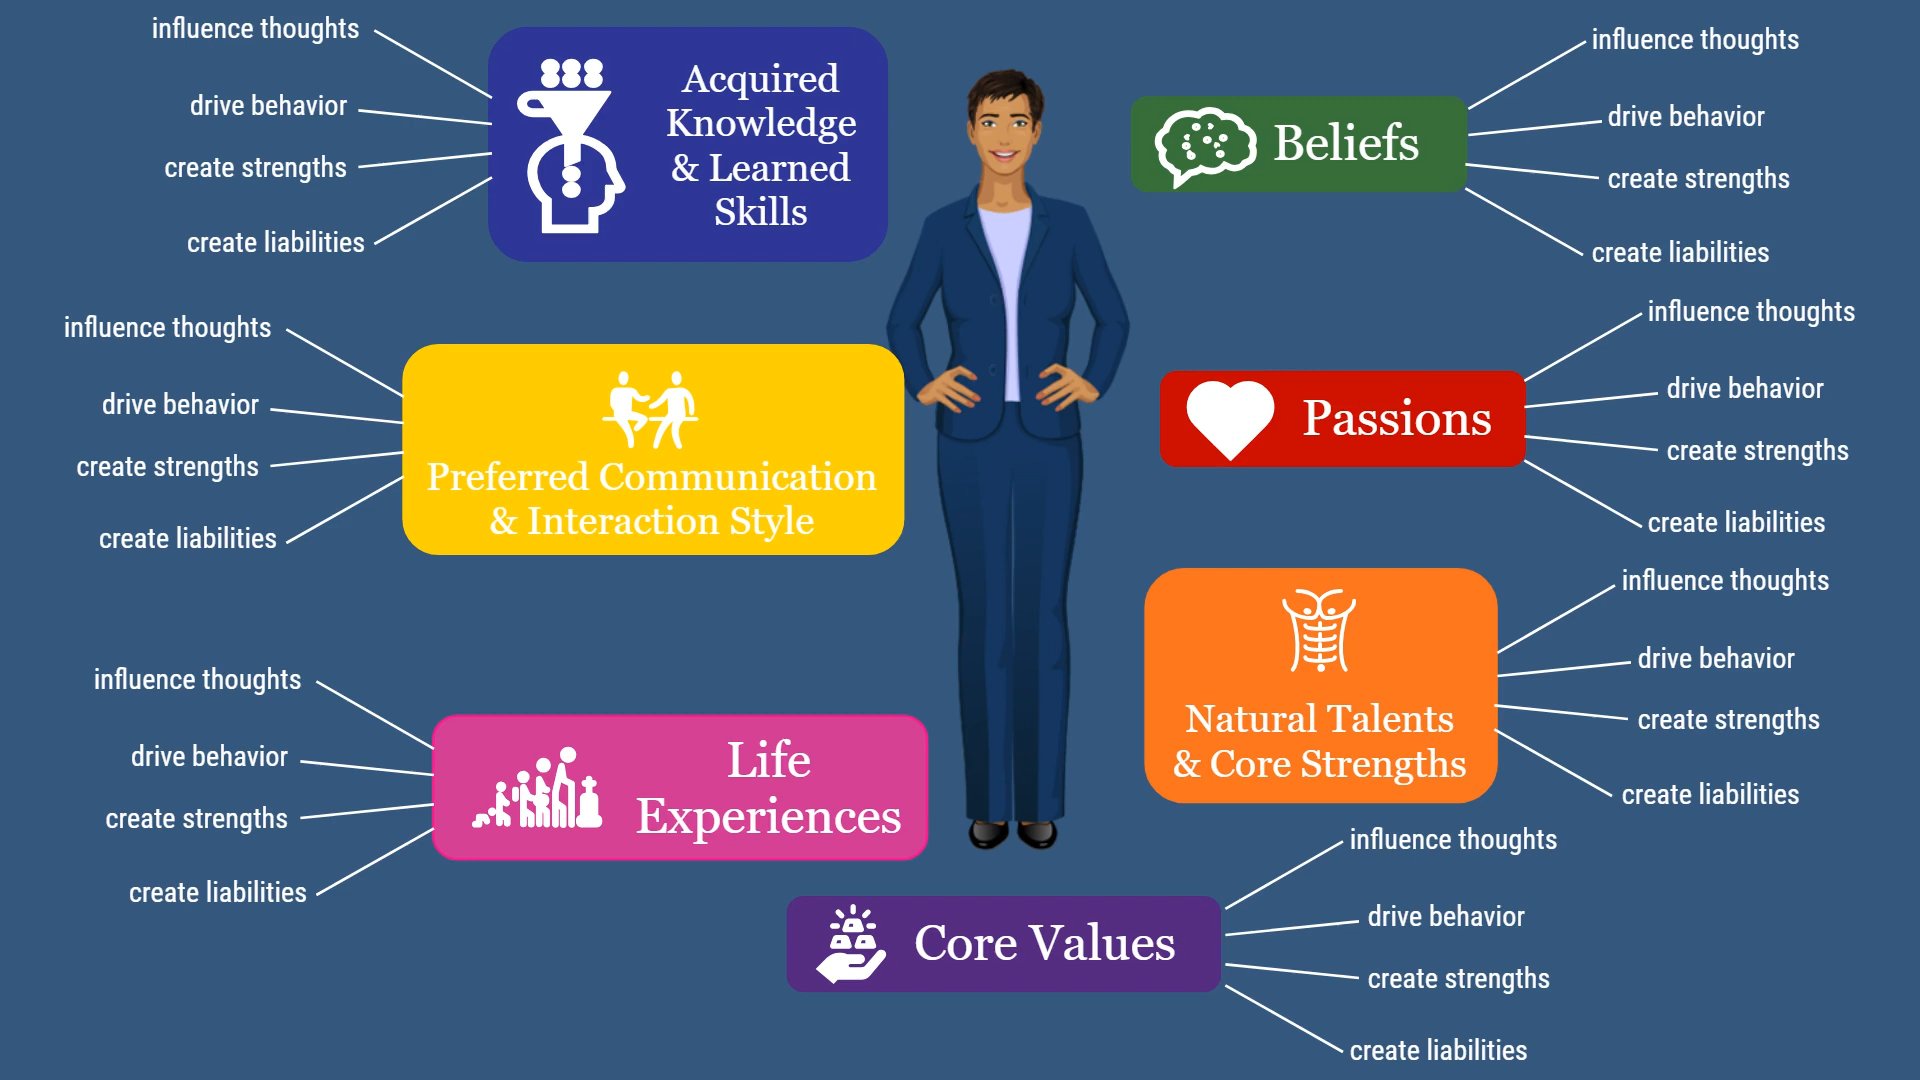 influence thoughts
drive behavior
create strengths
create liabilities
Acquired
Knowledge
& Learned
Skills
Beliefs
influence thoughts
drive behavior
create strengths
create liabilities
influence thoughts
drive behavior
create strengths
create liabilities
Preferred Communication
& Interaction Style
Passions
influence thoughts
drive behavior
create strengths
create liabilities
Natural Talents
& Core Strengths
influence thoughts
drive behavior
create strengths
create liabilities
influence thoughts
drive behavior
create strengths
create liabilities
Life
Experiences
Core Values
influence thoughts
drive behavior
create strengths
create liabilities